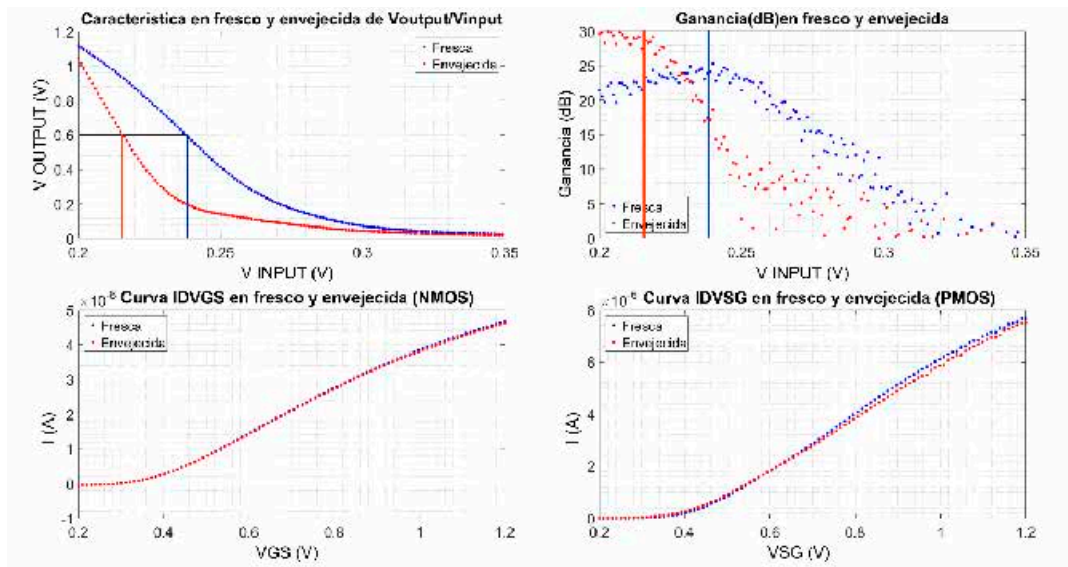 Caracteristica en fresco y envejecida de Voutput/Vinput
1.2
1
0.8
0.6
0.4
0.2
0
V OUTPUT (V)
Fresca
Envejecida
0.2 0.25 0.3 0.35
V INPUT (V)
Ganancia(dB)en fresco y envejecida
30
25
20
15
10
5
0
Ganancia (dB)
Fresca
Envejecida
0.2 0.25 0.3 0.35
V INPUT (V)
Curva IDVGS en fresco y envejecida (NMOS)
5
4
3
2
1
0
-1
I (A)
Fresca
Envejecida
0.2 0.4 0.6 0.8 1 1.2
VGS (V)
Curva IDVSG en fresco y envejecida (PMOS)
8
6
4
2
0
I (A)
Fresca
Envejecida
0.2 0.4 0.6 0.8 1 1.2
VSG (V)